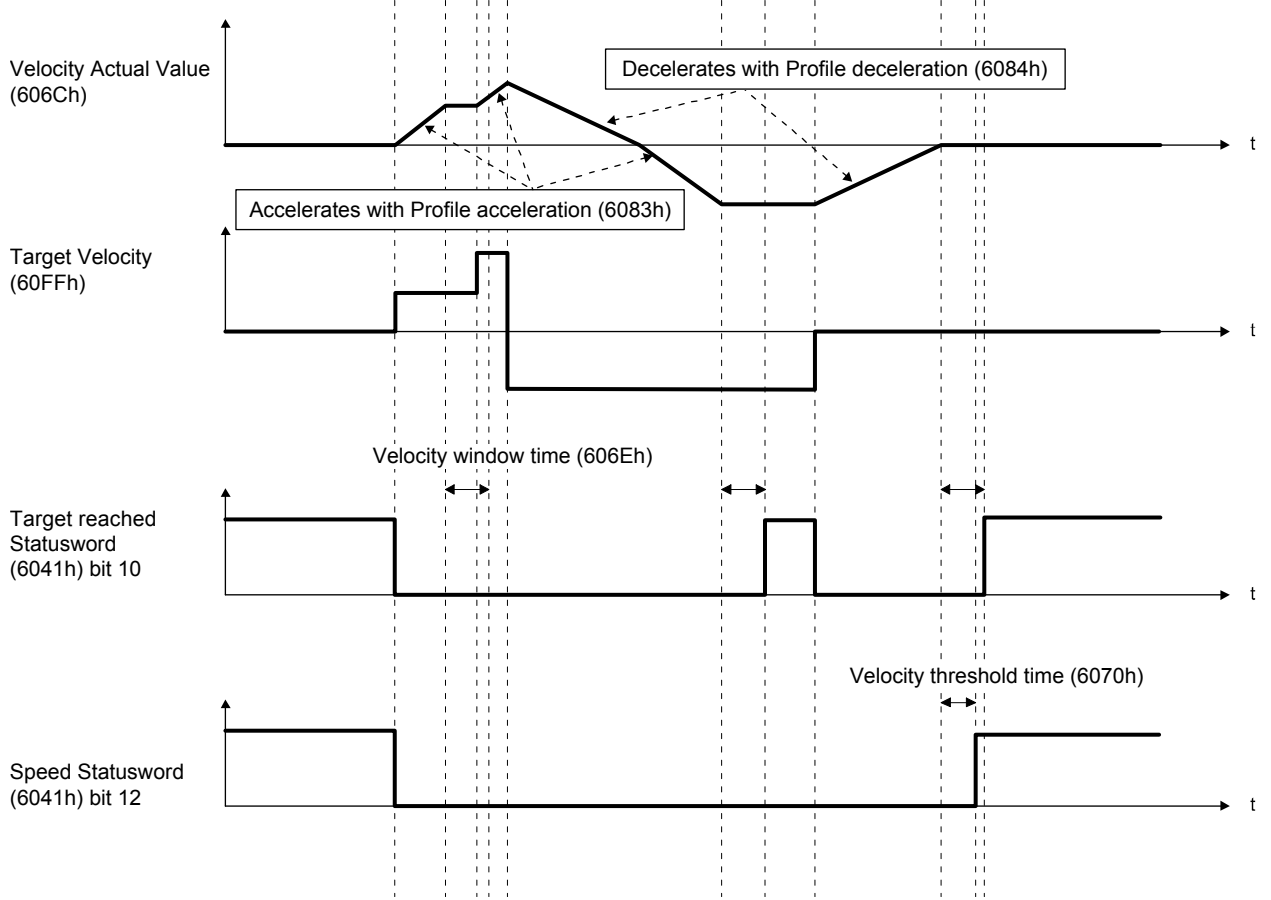 Velocity Actual Value
(606Ch)
Decelerates with Profile deceleration (6084h)
t
Accelerates with Profile acceleration (6083h)
Target Velocity
(60FFh)
t
Velocity window time (606Eh)
Target reached
Statusword
(6041h) bit 10
t
Velocity threshold time (6070h)
Speed Statusword
(6041h) bit 12
t